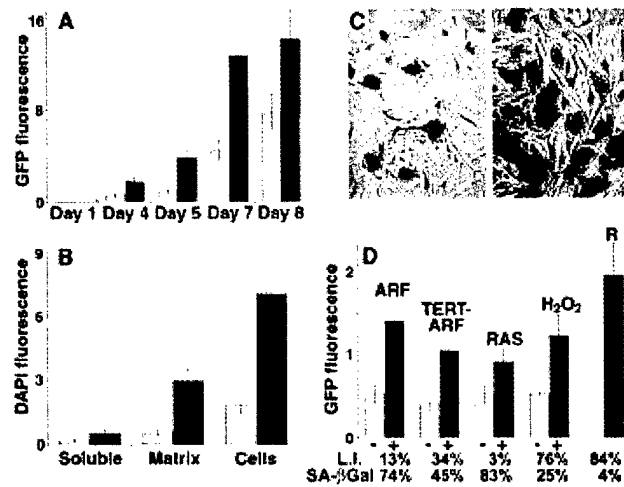 A
GFP fluorescence
16
8
0
Day 1 Day 4 Day 5 Day 7 Day 8
B
DAPI fluorescence
9
6
3
0
Soluble Matrix Cells
C
D
GFP fluorescence
2
1
0
ARF
TERT-
ARF
RAS
H₂O₂
R
- + - + - + - +
L.I. 13% 34% 3% 76% 84%
SA-βGal 74% 45% 83% 25% 4%